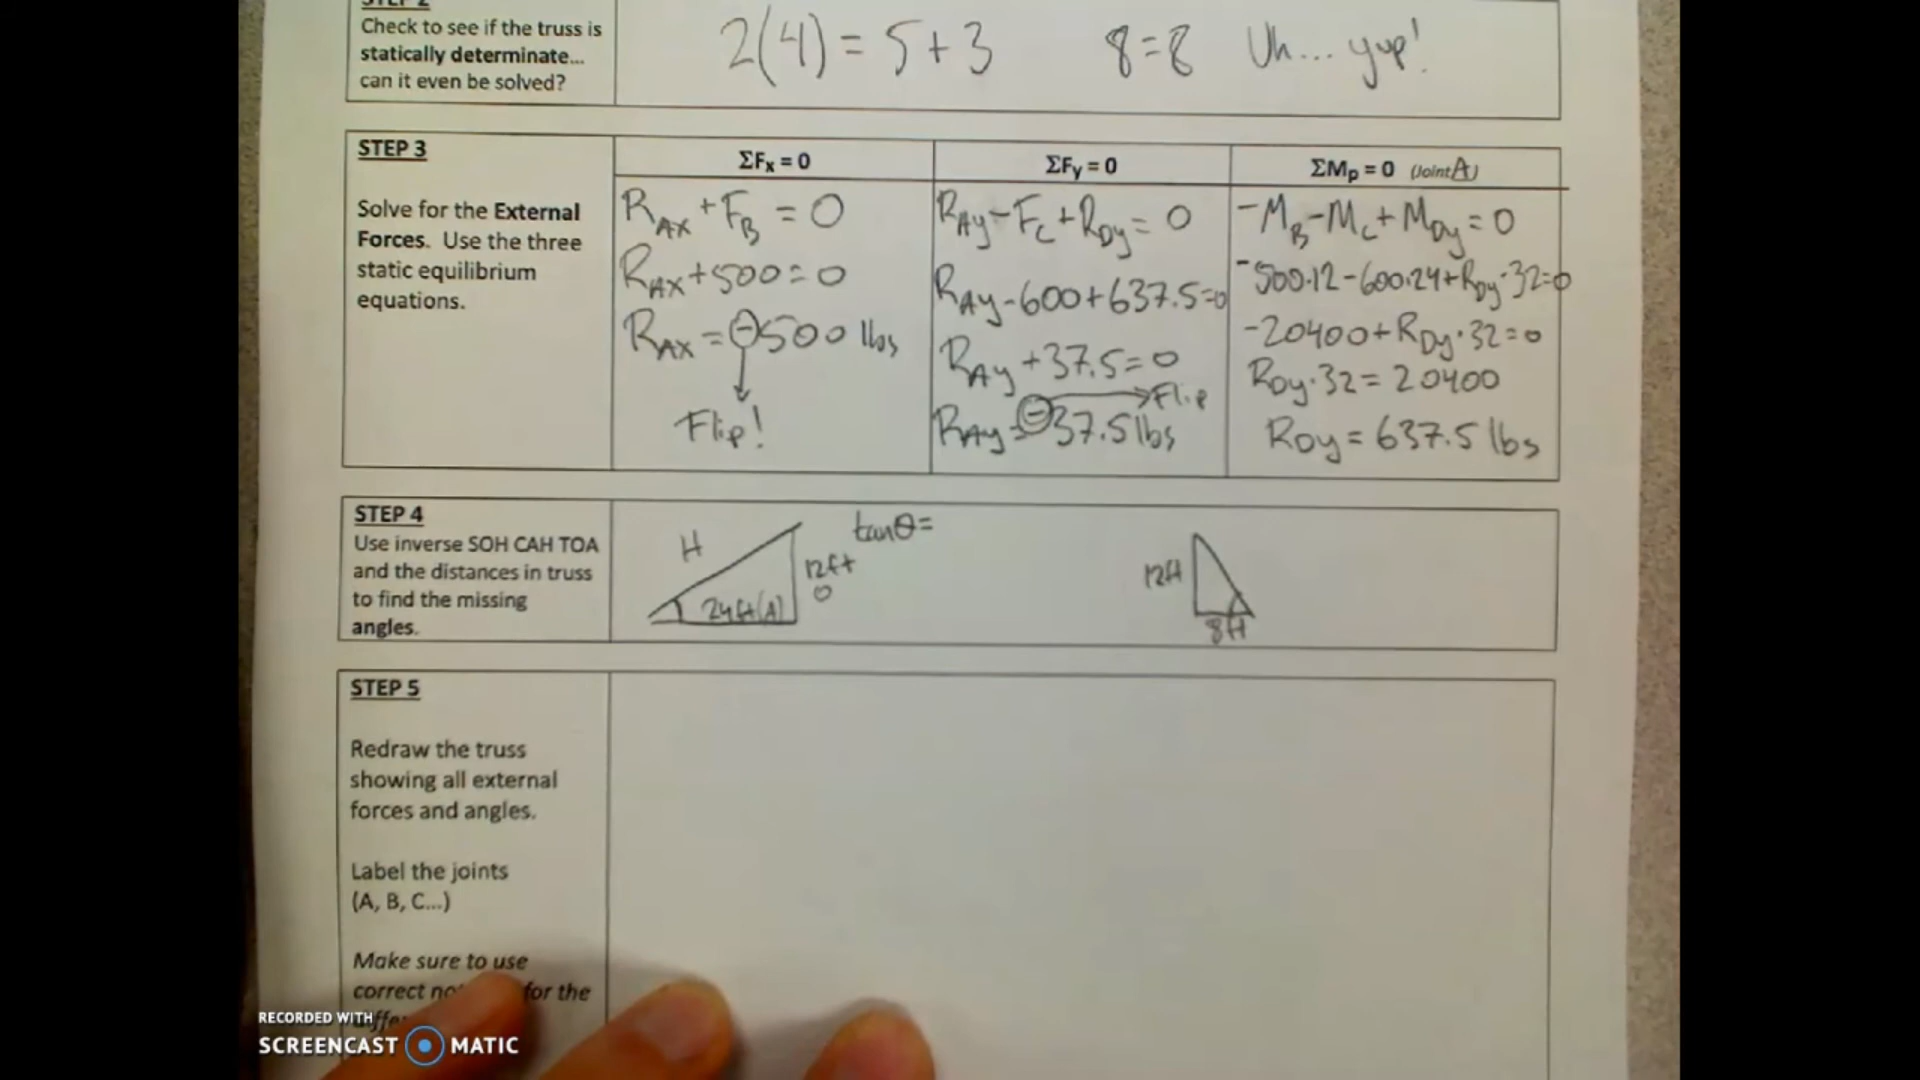 STEP 2
Check to see if the truss is
statically determinate...
can it even be solved?
2(4) = 5+3 8=8 Uh... yup!
STEP 3
Solve for the External
Forces. Use the three
static equilibrium
equations.
ΣFx = 0
RAX + FB = 0
RAX + 500 = 0
RAX = -500 lbs
Flip!
ΣFy = 0
RAy - FC + RDy = 0
RAy - 600 + 637.5 = 0
RAy + 37.5 = 0
Flip
RAy = -37.5 lbs
ΣMp = 0 (Joint A)
-MB - MC + MDy = 0
-500·12 - 600·24 + RDy·32 = 0
-20400 + RDy·32 = 0
RDy·32 = 20400
RDy = 637.5 lbs
STEP 4
Use inverse SOH CAH TOA
and the distances in truss
to find the missing
angles.
H
tanθ =
12ft
O
24ft(A)
12ft
8ft
STEP 5
Redraw the truss
showing all external
forces and angles.
Label the joints
(A, B, C...)
Make sure to use
correct for the
RECORDED WITH
SCREENCAST MATIC